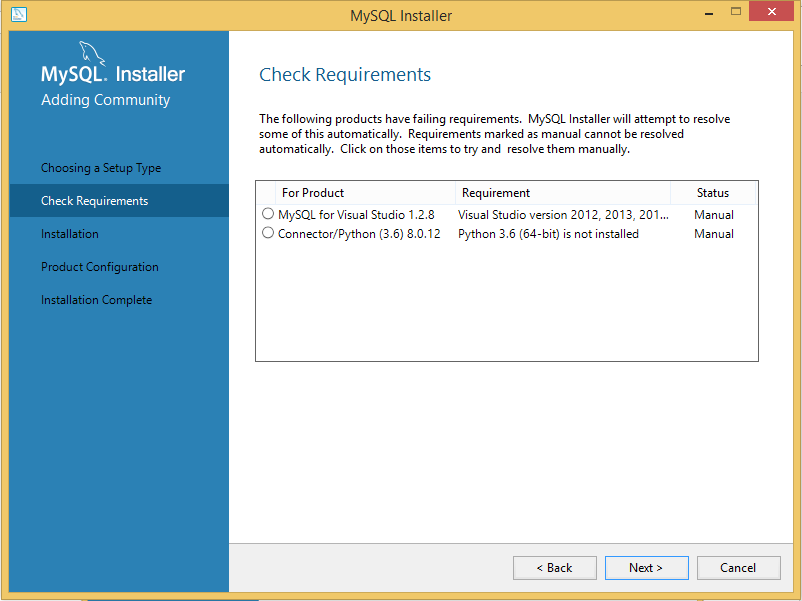 MySQL Installer
MySQL. Installer
Adding Community
Choosing a Setup Type
Check Requirements
Installation
Product Configuration
Installation Complete
Check Requirements
The following products have failing requirements.  MySQL Installer will attempt to resolve
some of this automatically.  Requirements marked as manual cannot be resolved
automatically.  Click on those items to try and  resolve them manually.
For Product Requirement Status
MySQL for Visual Studio 1.2.8 Visual Studio version 2012, 2013, 201... Manual
Connector/Python (3.6) 8.0.12 Python 3.6 (64-bit) is not installed Manual
< Back Next > Cancel